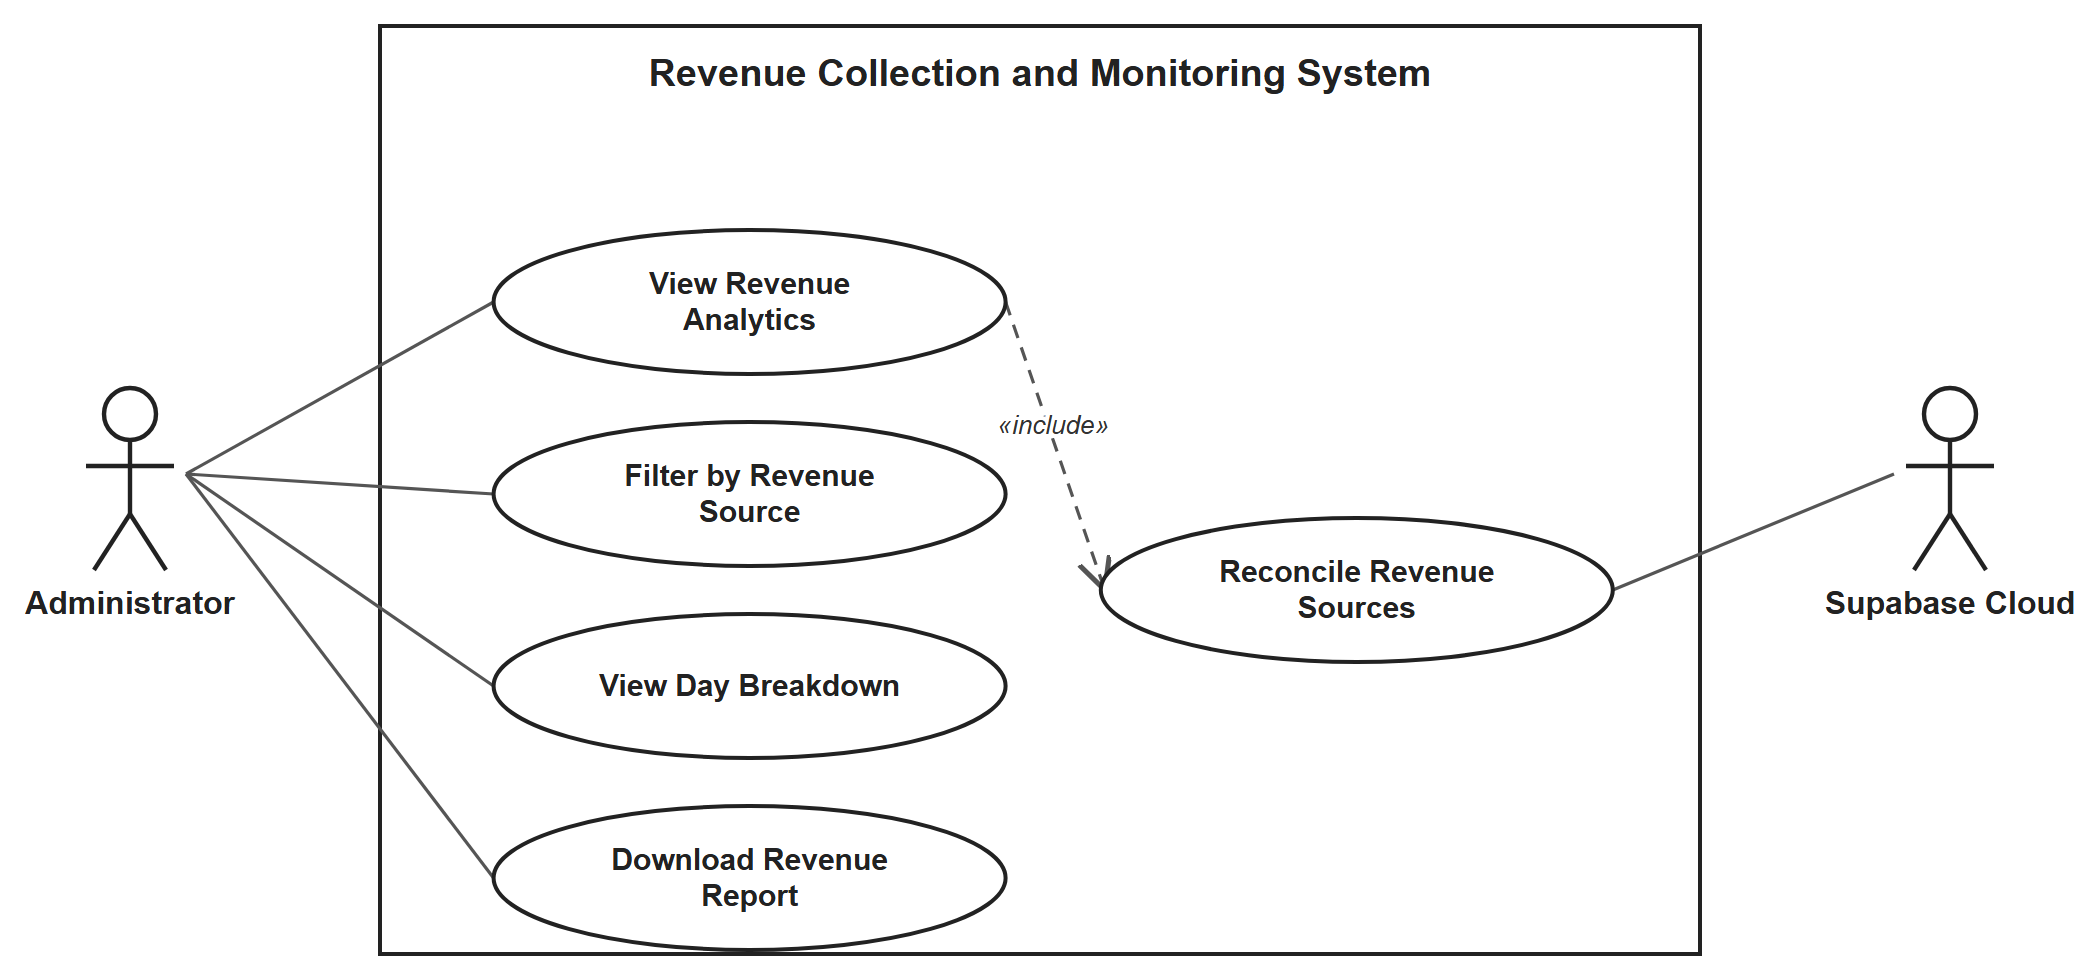 Revenue Collection and Monitoring System
View Revenue
Analytics
«include»
Filter by Revenue
Source
Reconcile Revenue
Sources
Administrator
Supabase Cloud
View Day Breakdown
Download Revenue
Report